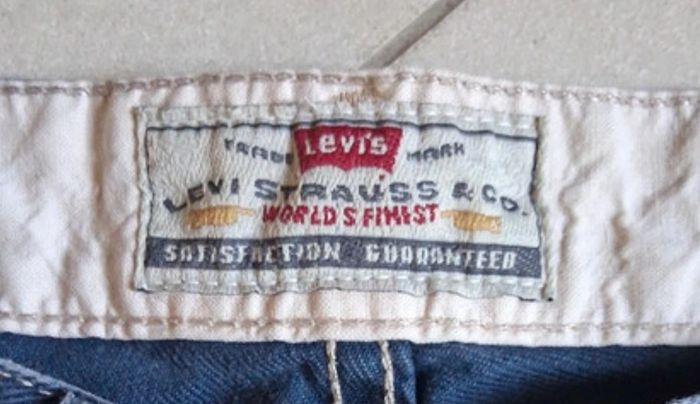 TRADE Levi's MARK
LEVI STRAUSS & CO.
WORLD'S FINEST
SATISFACTION GUARANTEED